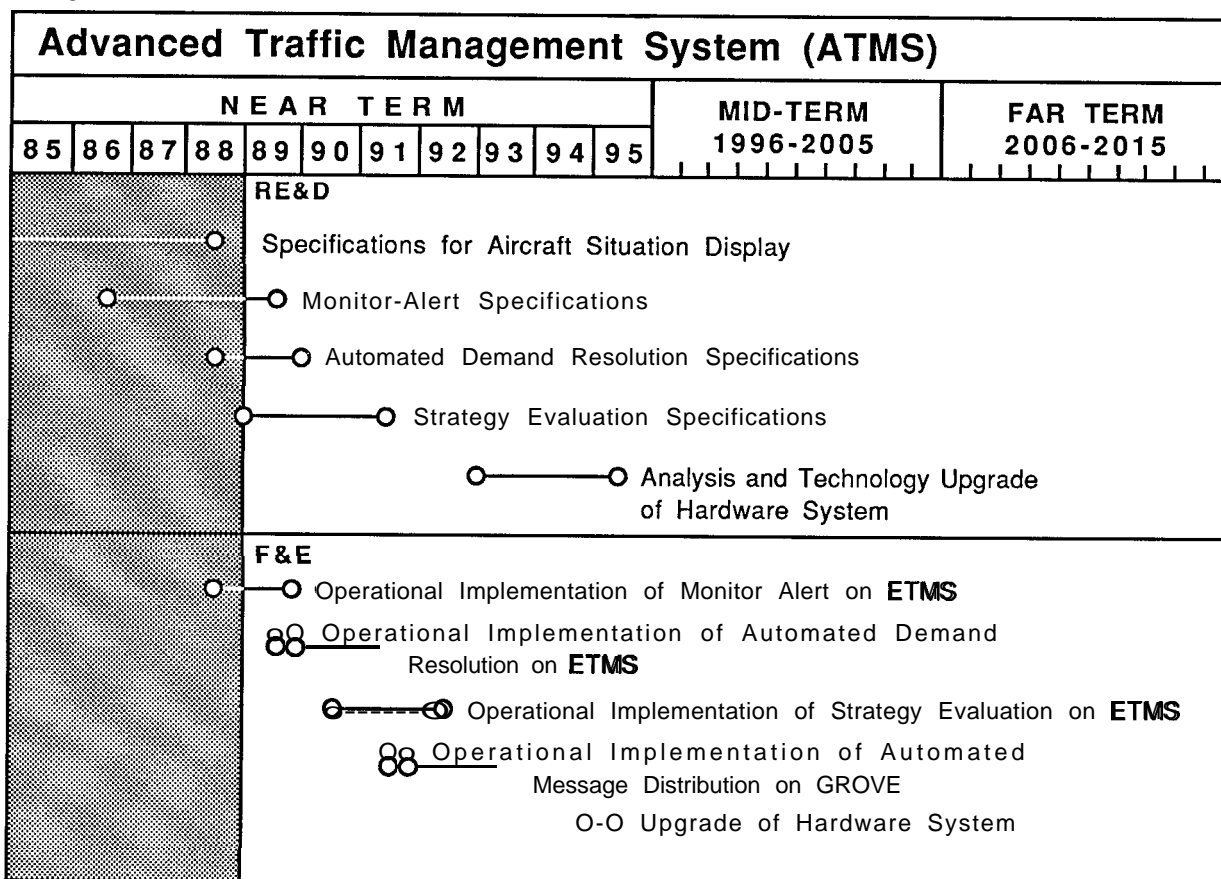 Advanced Traffic Management System (ATMS)
NEAR TERM
MID-TERM
1996-2005
FAR TERM
2006-2015
85 86 87 88 89 90 91 92 93 94 95
RE&D
Specifications for Aircraft Situation Display
Monitor-Alert Specifications
Automated Demand Resolution Specifications
Strategy Evaluation Specifications
Analysis and Technology Upgrade
of Hardware System
F&E
Operational Implementation of Monitor Alert on ETMS
Operational Implementation of Automated Demand
Resolution on ETMS
Operational Implementation of Strategy Evaluation on ETMS
Operational Implementation of Automated
Message Distribution on GROVE
O-O Upgrade of Hardware System